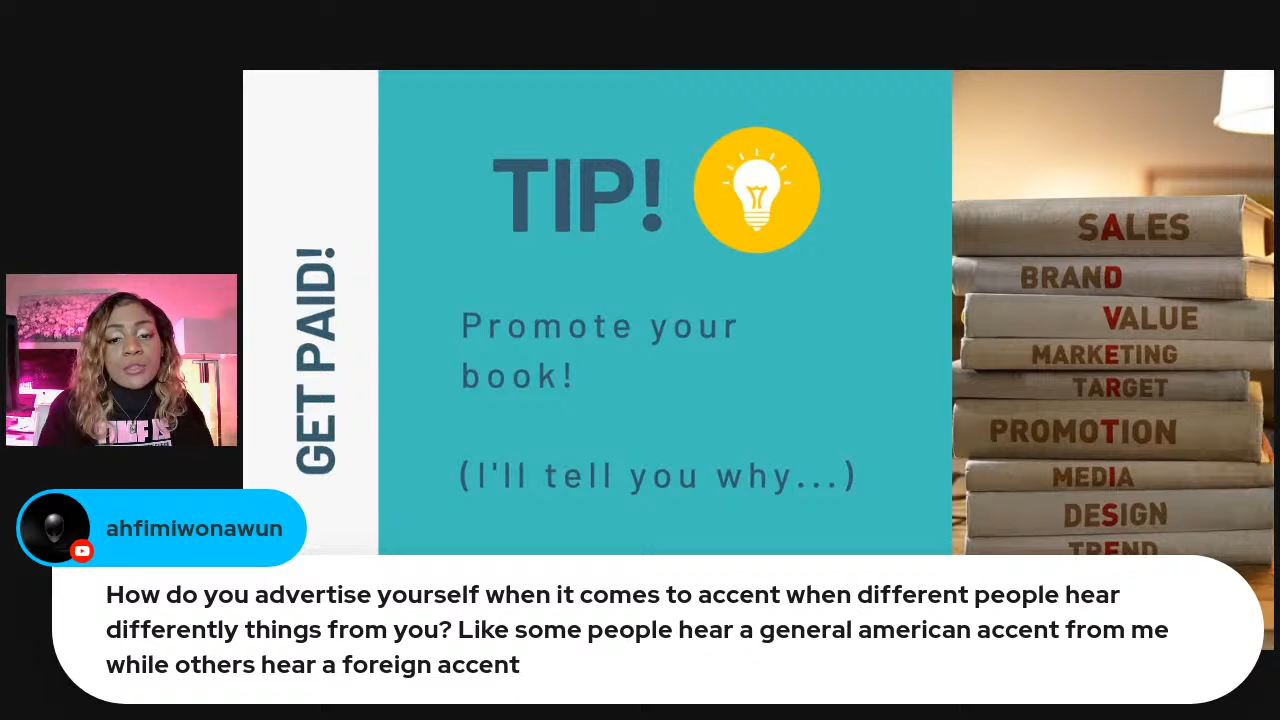 GET PAID!
TIP!
Promote your
book!
(I'll tell you why...)
SALES
BRAND
VALUE
MARKETING
TARGET
PROMOTION
MEDIA
DESIGN
TREND
ahfimiwonawun
How do you advertise yourself when it comes to accent when different people hear
differently things from you? Like some people hear a general american accent from me
while others hear a foreign accent